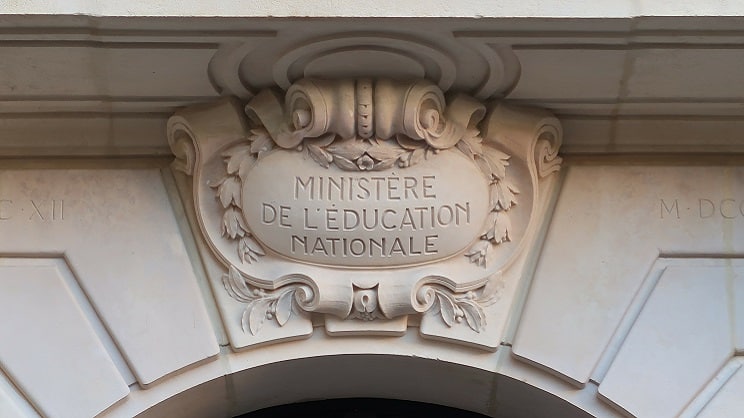 C·XII
MINISTÈRE
DE L'ÉDUCATION
NATIONALE
M·DCC